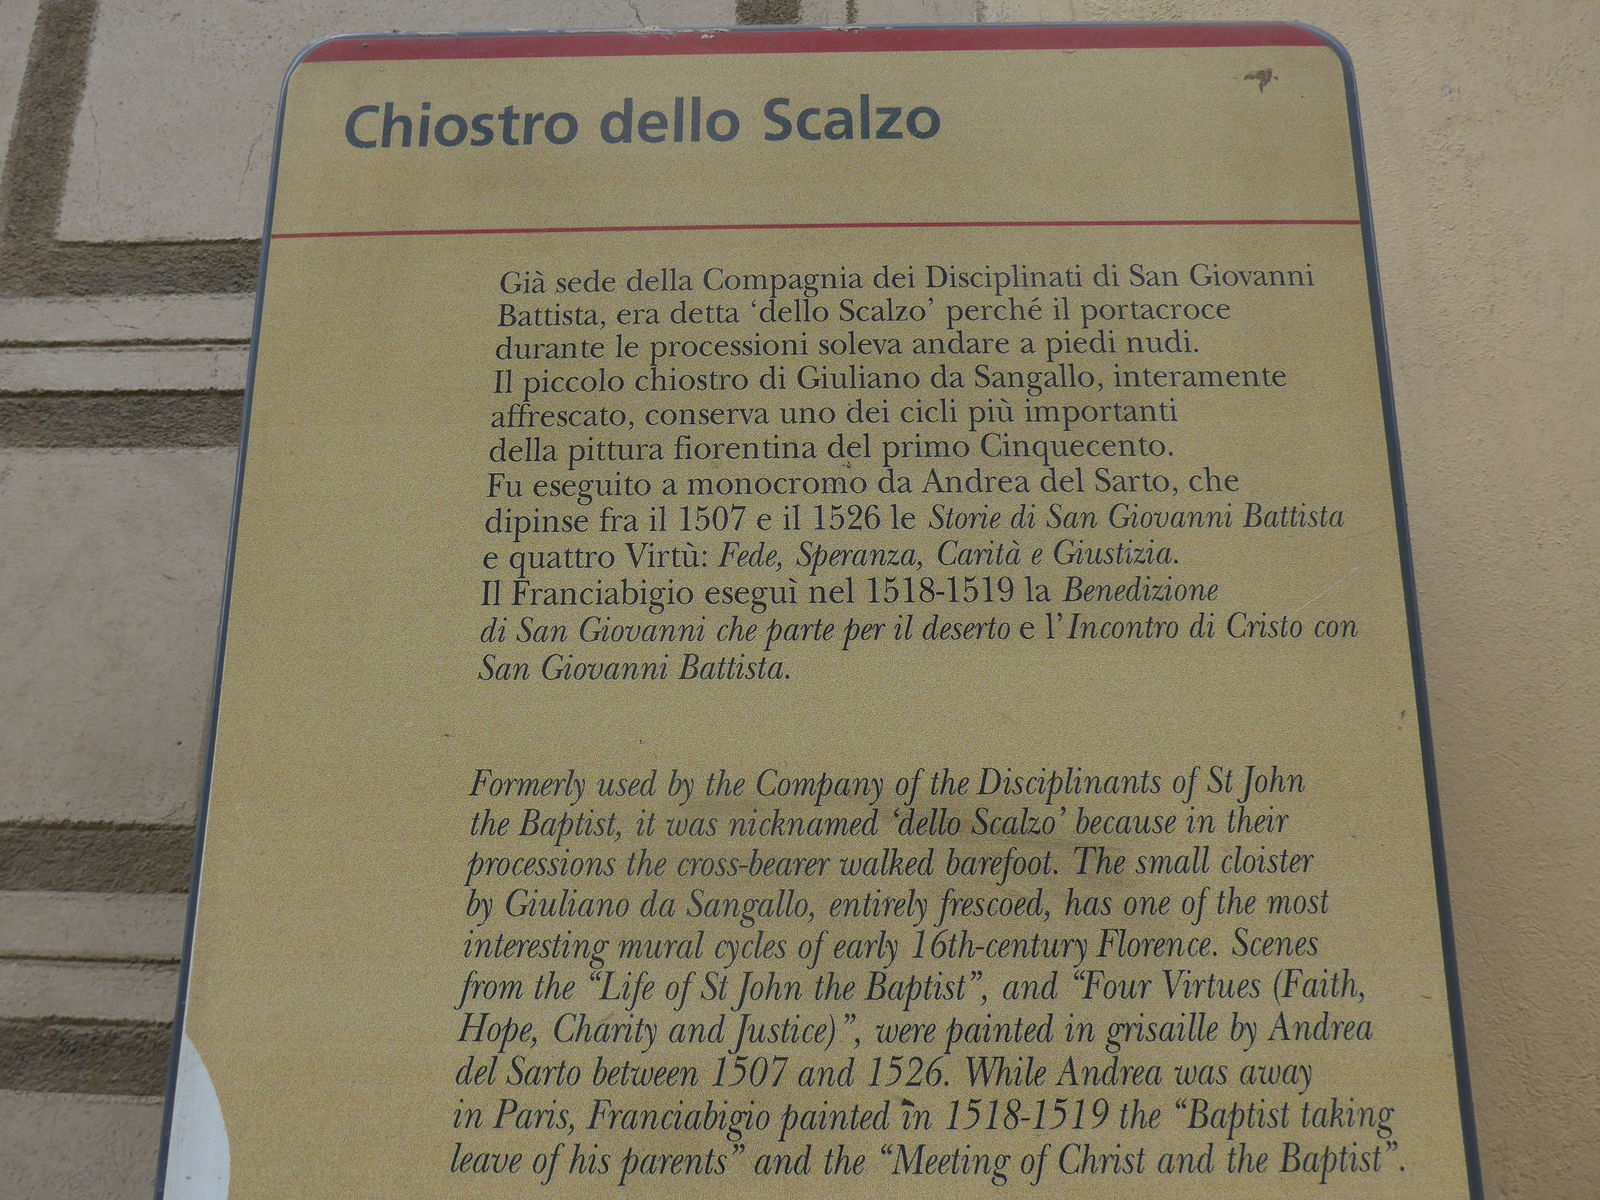 Chiostro dello Scalzo
Già sede della Compagnia dei Disciplinati di San Giovanni
Battista, era detta ‘dello Scalzo’ perché il portacroce
durante le processioni soleva andare a piedi nudi.
Il piccolo chiostro di Giuliano da Sangallo, interamente
affrescato, conserva uno dei cicli più importanti
della pittura fiorentina del primo Cinquecento.
Fu eseguito a monocromo da Andrea del Sarto, che
dipinse fra il 1507 e il 1526 le Storie di San Giovanni Battista
e quattro Virtù: Fede, Speranza, Carità e Giustizia.
Il Franciabigio eseguì nel 1518-1519 la Benedizione
di San Giovanni che parte per il deserto e l’Incontro di Cristo con
San Giovanni Battista.
Formerly used by the Company of the Disciplinants of St John
the Baptist, it was nicknamed ‘dello Scalzo’ because in their
processions the cross-bearer walked barefoot. The small cloister
by Giuliano da Sangallo, entirely frescoed, has one of the most
interesting mural cycles of early 16th-century Florence. Scenes
from the “Life of St John the Baptist”, and “Four Virtues (Faith,
Hope, Charity and Justice)”, were painted in grisaille by Andrea
del Sarto between 1507 and 1526. While Andrea was away
in Paris, Franciabigio painted in 1518-1519 the “Baptist taking
leave of his parents” and the “Meeting of Christ and the Baptist”.